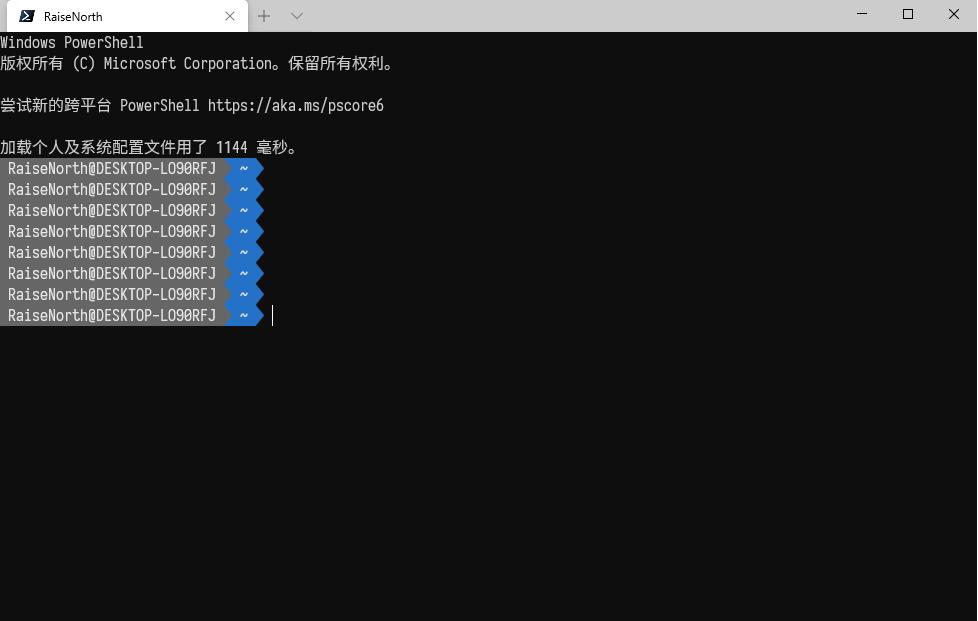 RaiseNorth
Windows PowerShell
版权所有 (C) Microsoft Corporation。保留所有权利。
尝试新的跨平台 PowerShell https://aka.ms/pscore6
加载个人及系统配置文件用了 1144 毫秒。
RaiseNorth@DESKTOP-LO90RFJ ~
RaiseNorth@DESKTOP-LO90RFJ ~
RaiseNorth@DESKTOP-LO90RFJ ~
RaiseNorth@DESKTOP-LO90RFJ ~
RaiseNorth@DESKTOP-LO90RFJ ~
RaiseNorth@DESKTOP-LO90RFJ ~
RaiseNorth@DESKTOP-LO90RFJ ~
RaiseNorth@DESKTOP-LO90RFJ ~